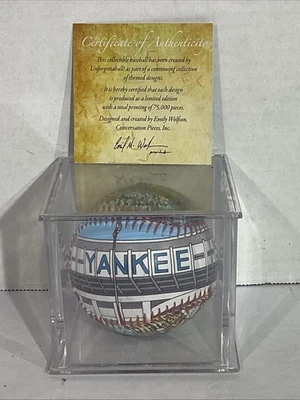 Certificate of Authenticity
This collectible baseball has been created by
Unforgettaball! as part of a continuing collection
of themed designs.
It is hereby certified that each design
is produced as a limited edition
with a total printing of 75,000 pieces.
Designed and created by Emily Wolfson,
Conversation Pieces, Inc.
YANKEE